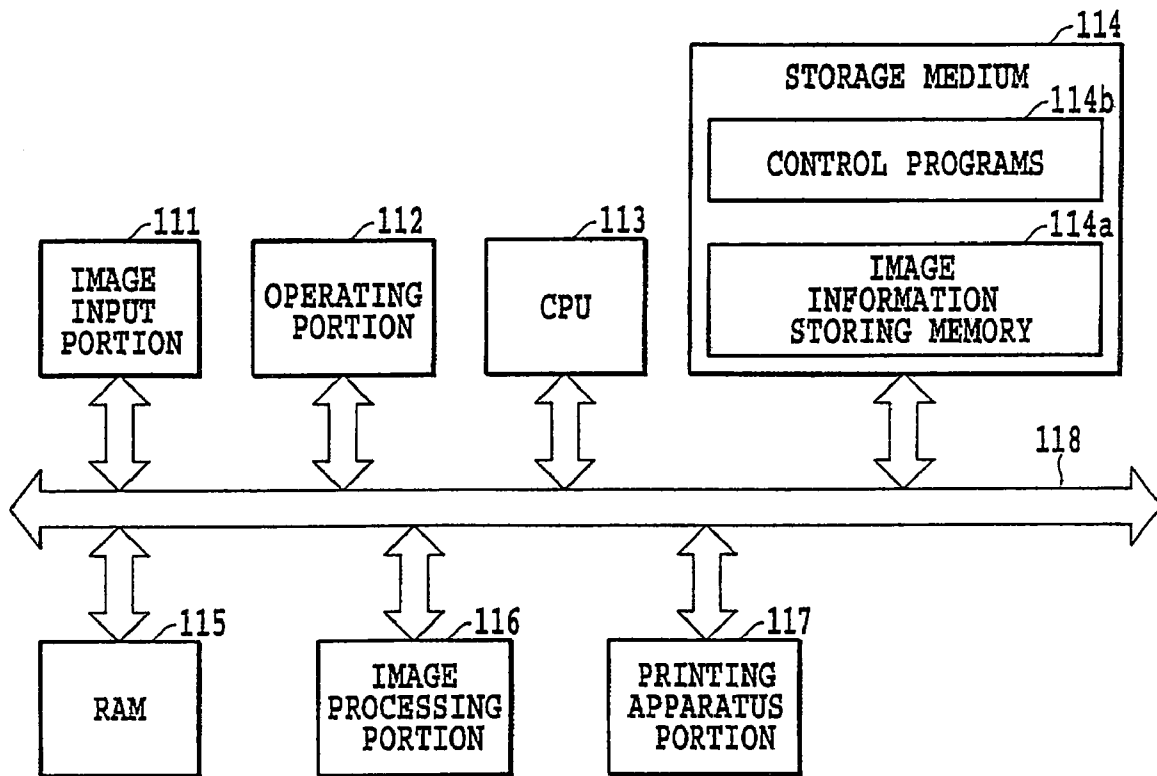 114
STORAGE MEDIUM
114b
CONTROL PROGRAMS
111
112
113
114a
IMAGE
INPUT
PORTION
OPERATING
PORTION
CPU
IMAGE
INFORMATION
STORING MEMORY
118
115
116
117
RAM
IMAGE
PROCESSING
PORTION
PRINTING
APPARATUS
PORTION